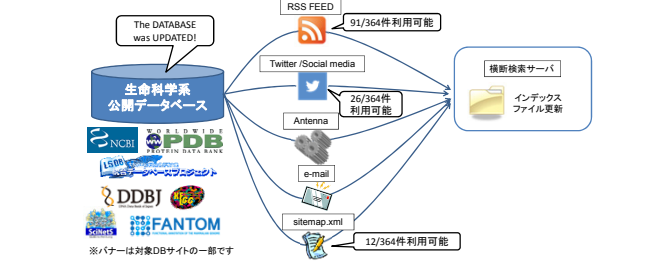 RSS FEED
The DATABASE
was UPDATED!
91/364件利用可能
Twitter /Social media
生命科学系
公開データベース
26/364件
利用可能
横断検索サーバ
インデックス
ファイル更新
Antenna
NCBI
WORLDWIDE
PDB
PROTEIN DATA BANK
e-mail
統合データベースプロジェクト
DDBJ
sitemap.xml
SciNetS
FANTOM
12/364件利用可能
※バナーは対象DBサイトの一部です